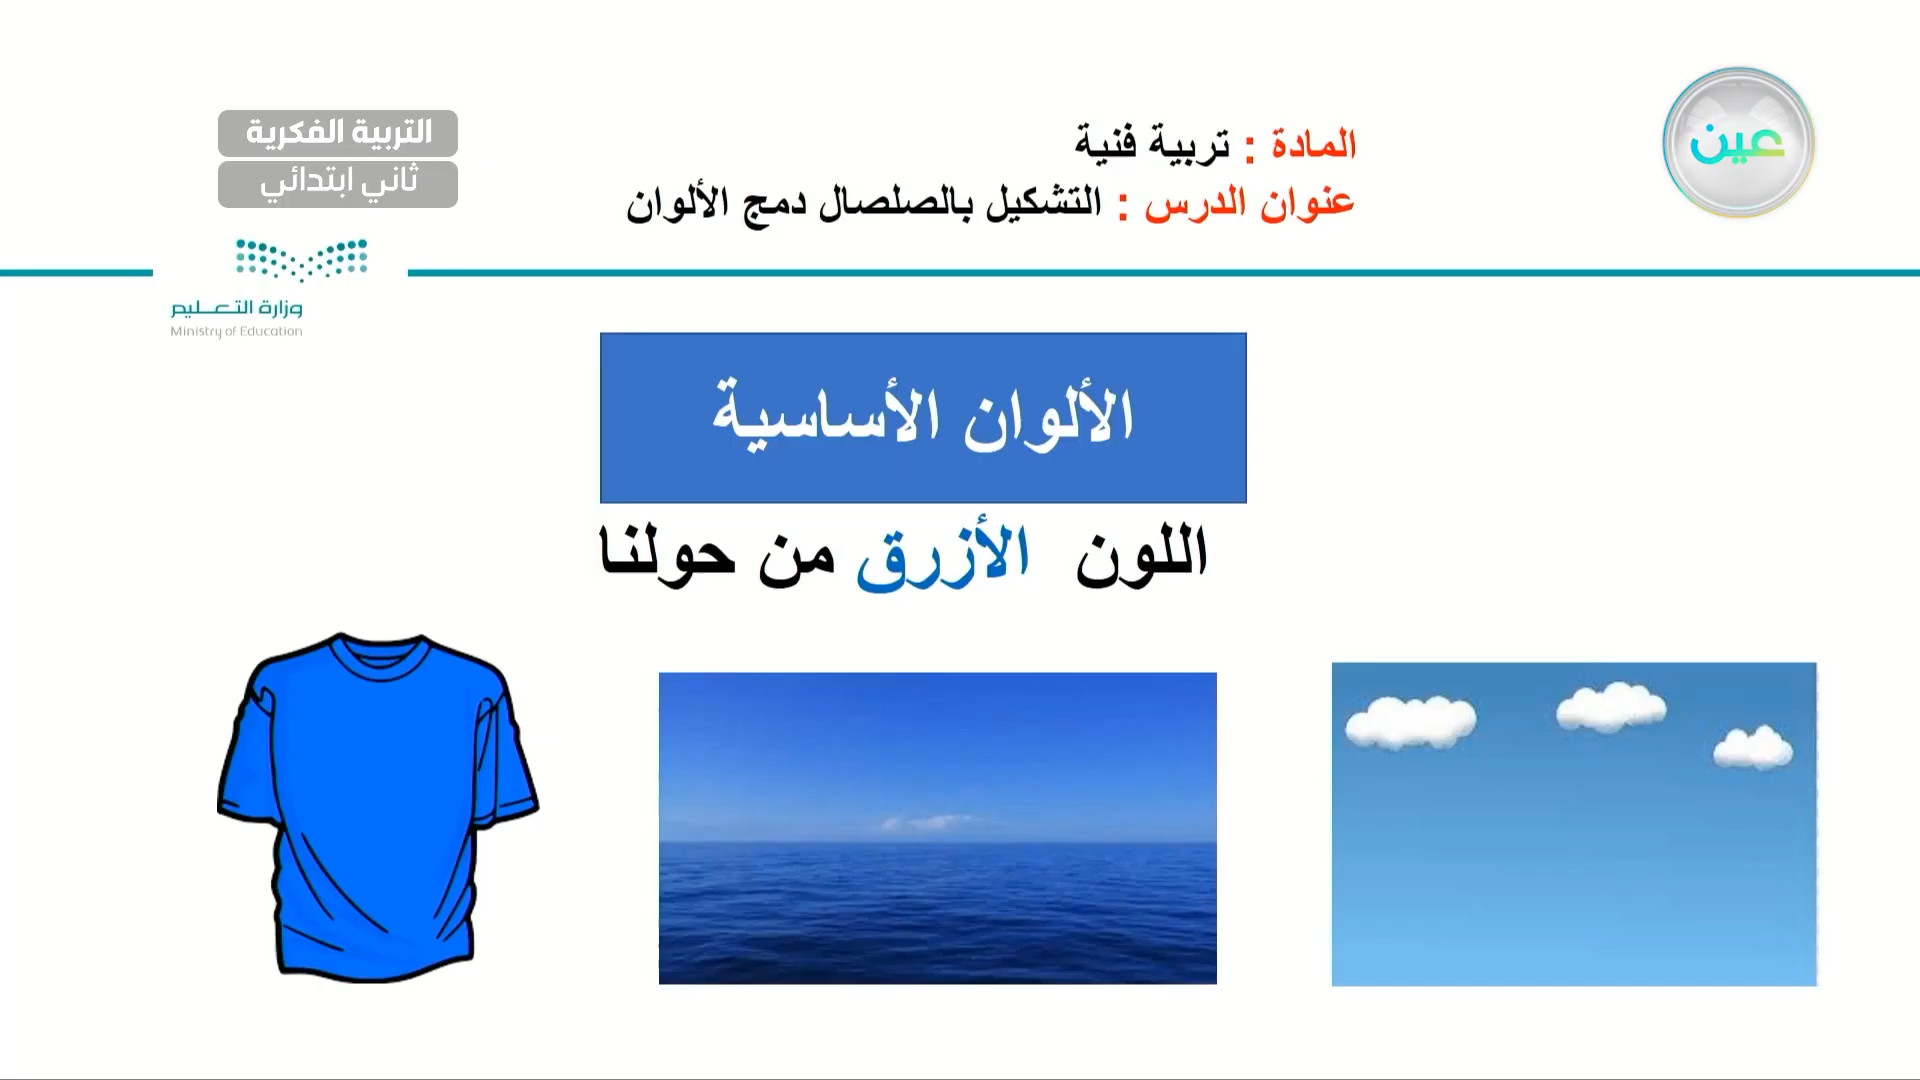 عين
المادة : تربية فنية
عنوان الدرس : التشكيل بالصلصال دمج الألوان
التربية الفكرية
ثاني ابتدائي
وزارة التعليم
Ministry of Education
الألوان الأساسية
اللون الأزرق من حولنا